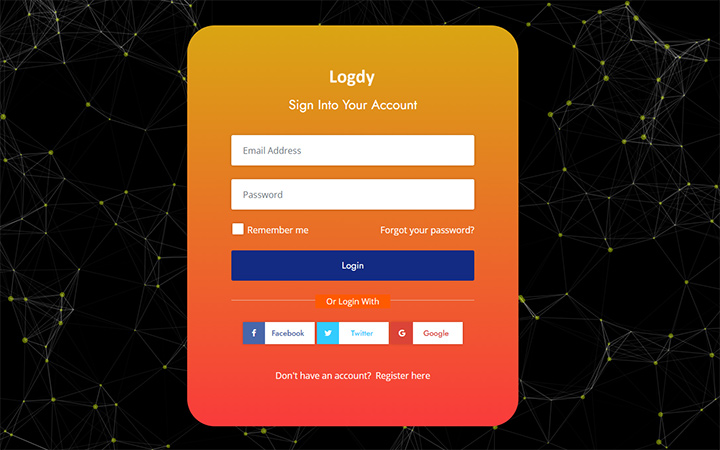 Logdy
Sign Into Your Account
Email Address
Password
Remember me Forgot your password?
Login
Or Login With
f Facebook Twitter G Google
Don't have an account? Register here